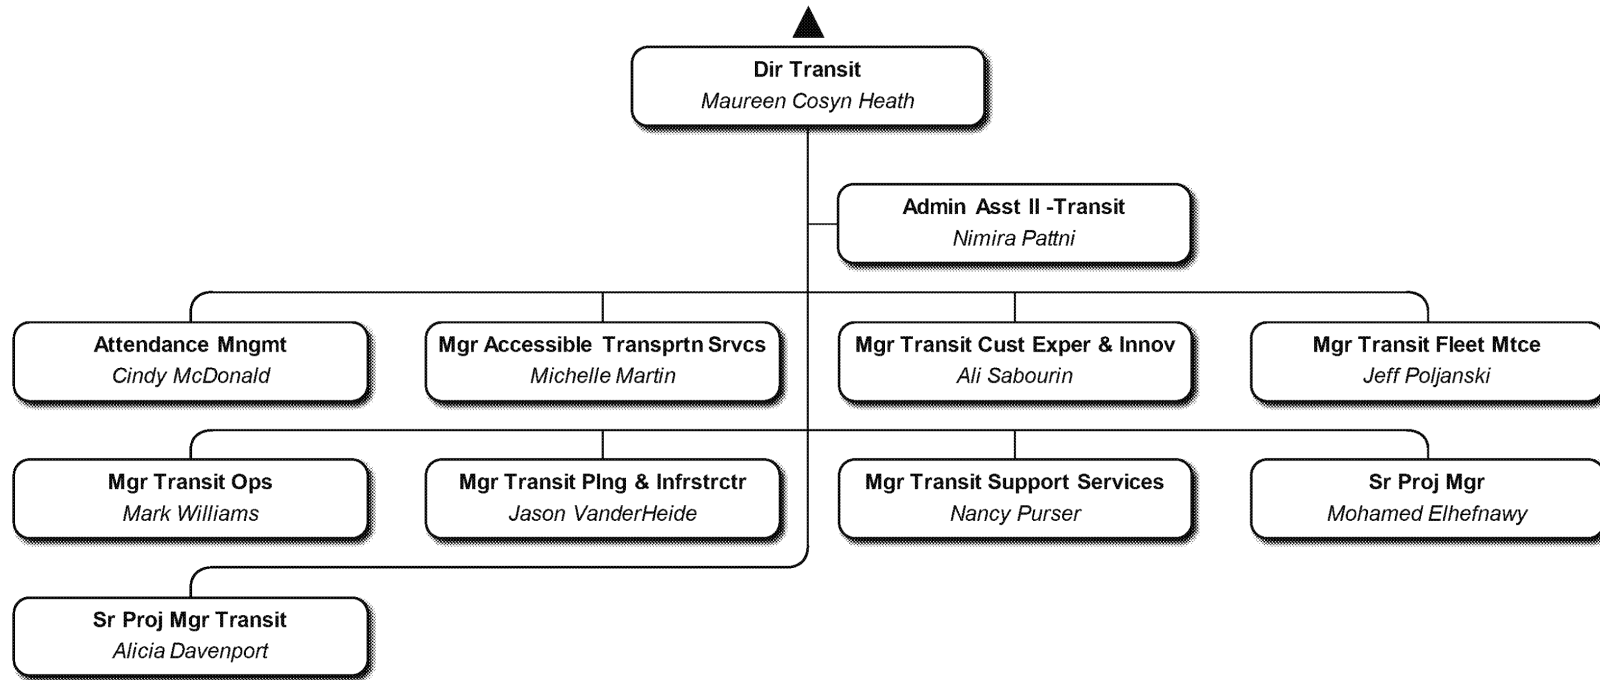 Dir Transit
Maureen Cosyn Heath
Admin Asst II -Transit
Nimira Pattni
Attendance Mngmt
Cindy McDonald
Mgr Accessible Transprtn Srvcs
Michelle Martin
Mgr Transit Cust Exper & Innov
Ali Sabourin
Mgr Transit Fleet Mtce
Jeff Poljanski
Mgr Transit Ops
Mark Williams
Mgr Transit Plng & Infrstrctr
Jason VanderHeide
Mgr Transit Support Services
Nancy Purser
Sr Proj Mgr
Mohamed Elhefnawy
Sr Proj Mgr Transit
Alicia Davenport